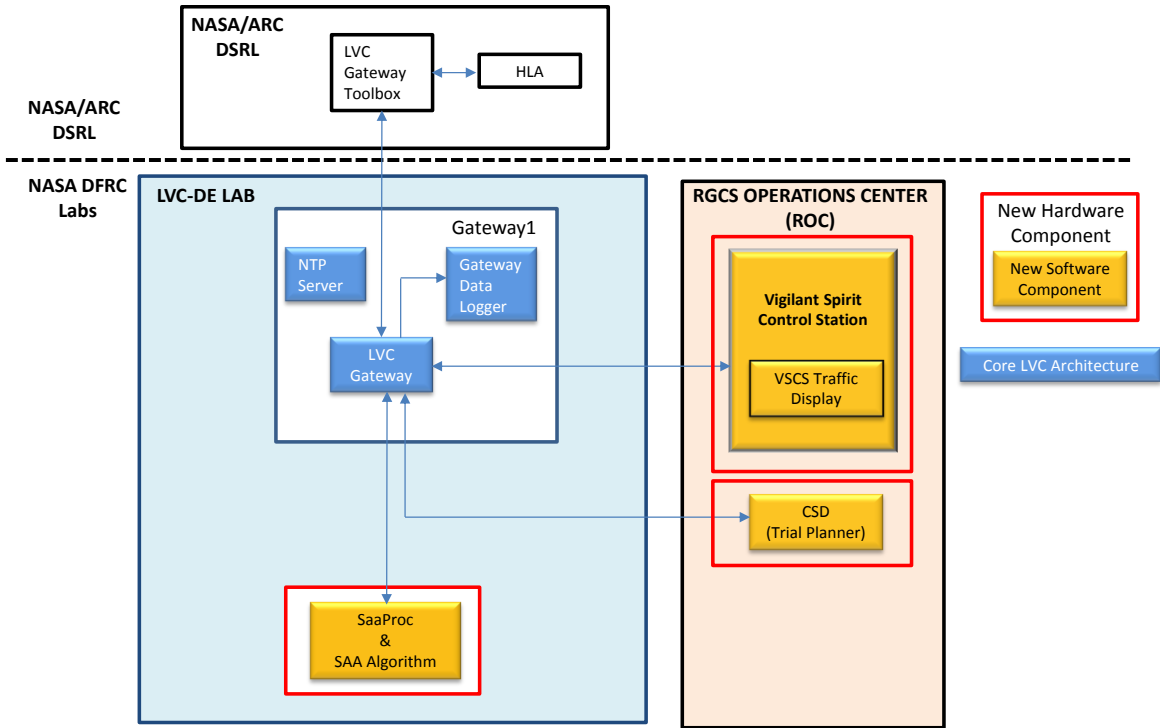 NASA/ARC
DSRL
LVC
Gateway
Toolbox
HLA
NASA/ARC
DSRL
NASA DFRC
Labs
LVC-DE LAB
Gateway1
NTP
Server
Gateway
Data
Logger
LVC
Gateway
SaaProc
&
SAA Algorithm
RGCS OPERATIONS CENTER
(ROC)
Vigilant Spirit
Control Station
VSCS Traffic
Display
CSD
(Trial Planner)
New Hardware
Component
New Software
Component
Core LVC Architecture